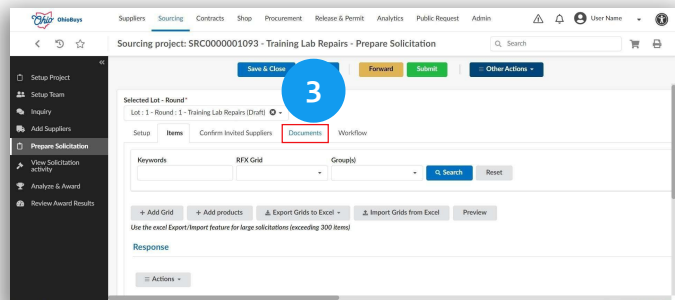 Ohio OhioBuys Suppliers Sourcing Contracts Shop Procurement Release & Permit Analytics Public Request Admin User Name
Sourcing project: SRC0000001093 - Training Lab Repairs - Prepare Solicitation Search
Save & Close Forward Submit Other Actions
3
Setup Project
Setup Team
Inquiry
Add Suppliers
Prepare Solicitation
View Solicitation
activity
Analyze & Award
Review Award Results
Selected Lot - Round*
Lot : 1 - Round : 1 - Training Lab Repairs (Draft)
Setup Items Confirm Invited Suppliers Documents Workflow
Keywords RFX Grid Group(s)
Search Reset
+ Add Grid + Add products Export Grids to Excel Import Grids from Excel Preview
Use the excel Export/Import feature for large solicitations (exceeding 300 items)
Response
Actions